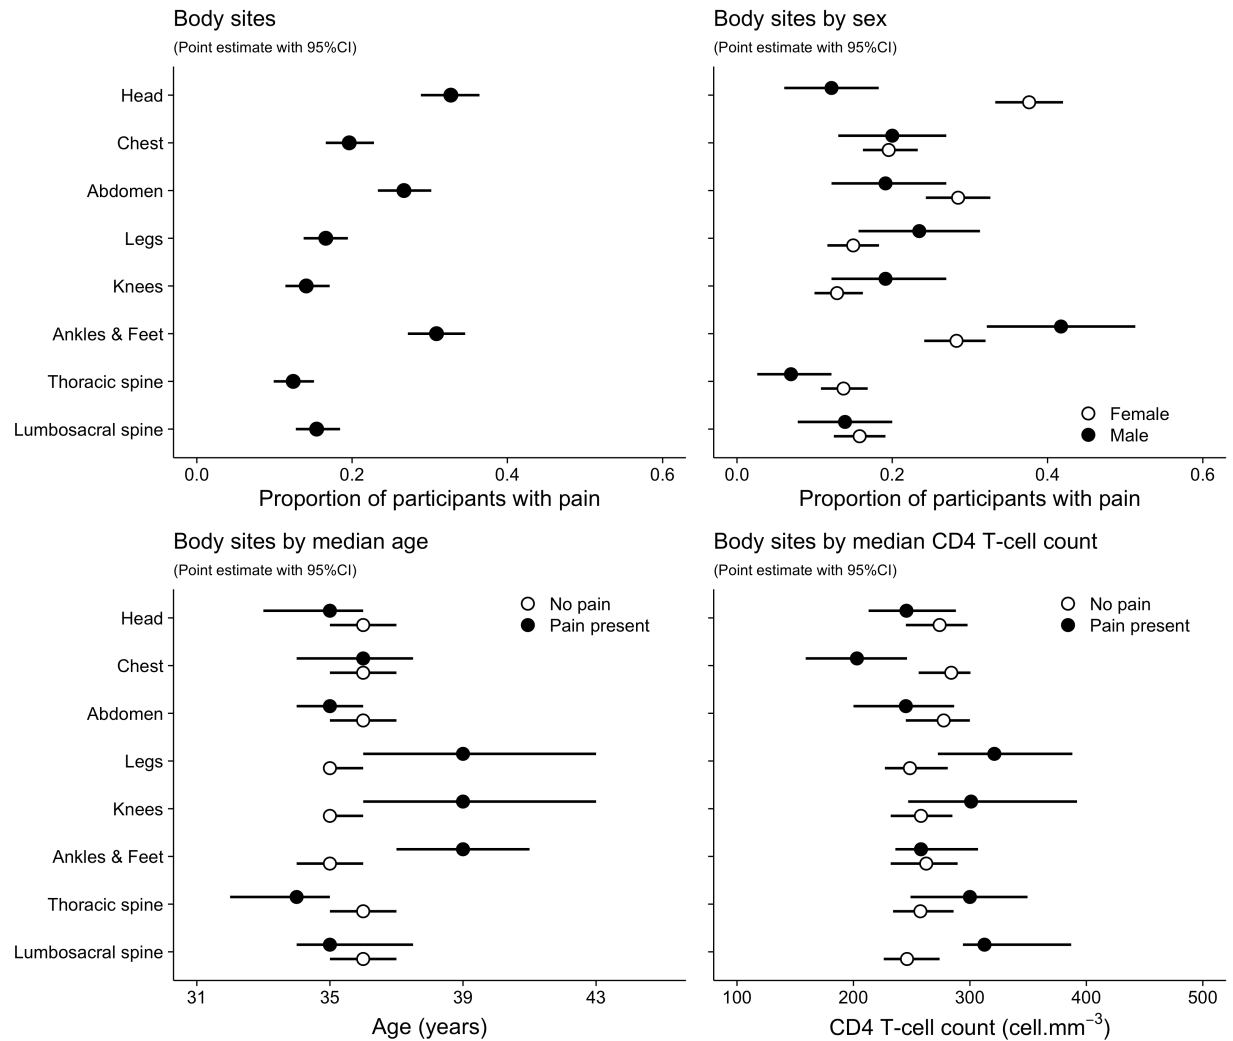 Body sites
(Point estimate with 95%CI)
Head
Chest
Abdomen
Legs
Knees
Ankles & Feet
Thoracic spine
Lumbosacral spine
0.0 0.2 0.4 0.6
Proportion of participants with pain
Body sites by sex
(Point estimate with 95%CI)
Female
Male
0.0 0.2 0.4 0.6
Proportion of participants with pain
Body sites by median age
(Point estimate with 95%CI)
No pain
Pain present
Head
Chest
Abdomen
Legs
Knees
Ankles & Feet
Thoracic spine
Lumbosacral spine
31 35 39 43
Age (years)
Body sites by median CD4 T-cell count
(Point estimate with 95%CI)
No pain
Pain present
100 200 300 400 500
CD4 T-cell count (cell.mm⁻³)